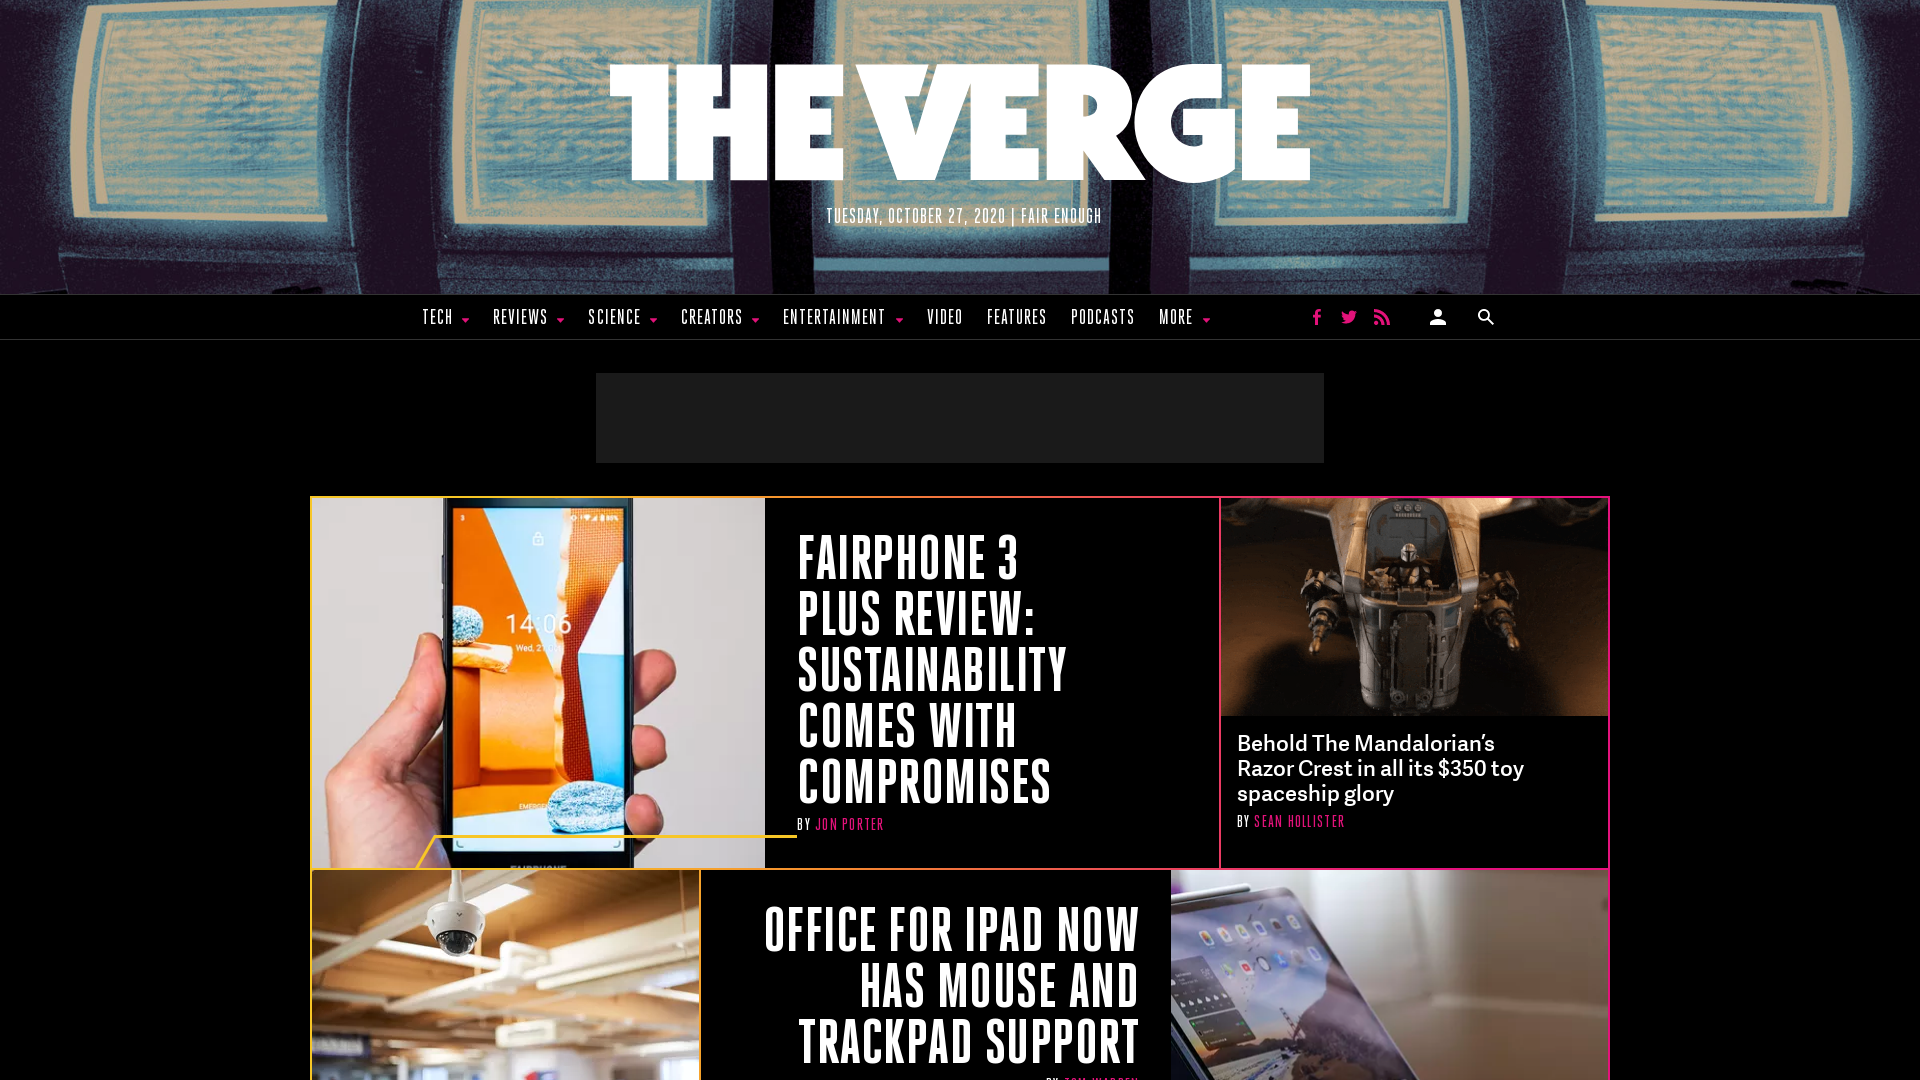 THE VERGE
TUESDAY, OCTOBER 27, 2020 | FAIR ENOUGH
TECH REVIEWS SCIENCE CREATORS ENTERTAINMENT VIDEO FEATURES PODCASTS MORE
14:06
FAIRPHONE 3
PLUS REVIEW:
SUSTAINABILITY
COMES WITH
COMPROMISES
BY JON PORTER
Behold The Mandalorian’s
Razor Crest in all its $350 toy
spaceship glory
BY SEAN HOLLISTER
OFFICE FOR IPAD NOW
HAS MOUSE AND
TRACKPAD SUPPORT